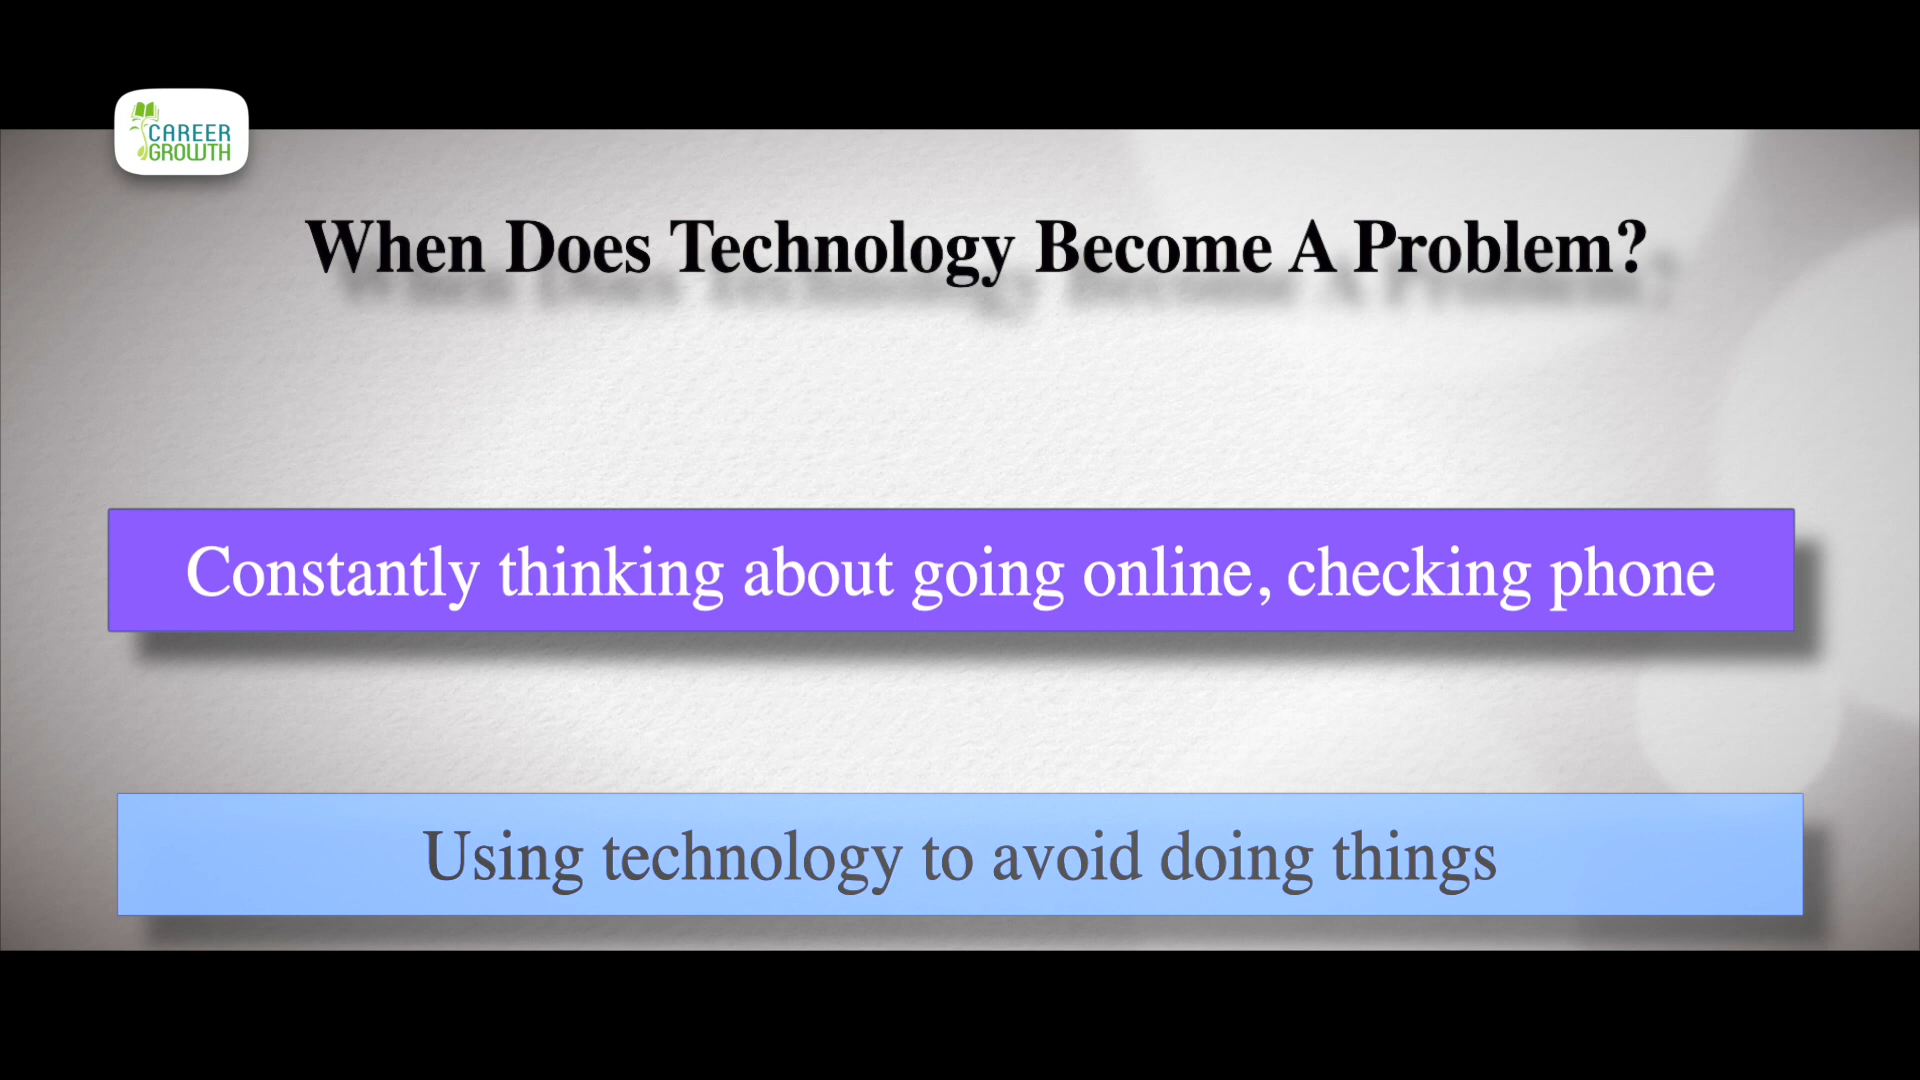 CAREER
GROWTH
When Does Technology Become A Problem?
Constantly thinking about going online, checking phone
Using technology to avoid doing things